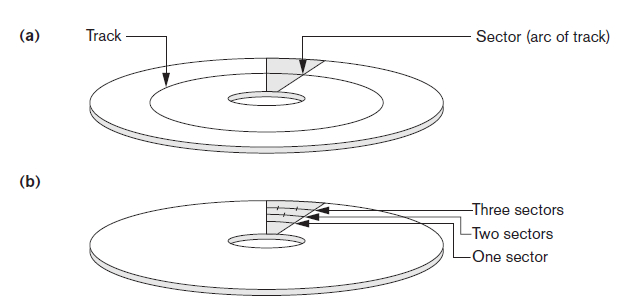 (a)
Track
Sector (arc of track)
(b)
Three sectors
Two sectors
One sector